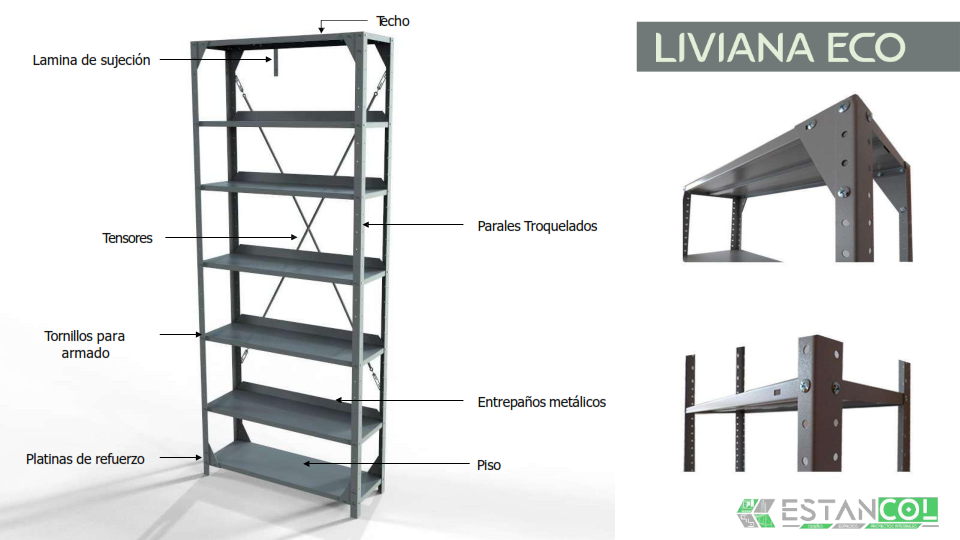 Techo
LIVIANA ECO
Lamina de sujeción
Parales Troquelados
Tensores
Tornillos para
armado
Entrepaños metálicos
Platinas de refuerzo
Piso
ESTANCOL